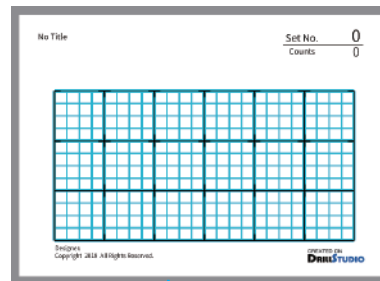 No Title
Set No. 0
Counts 0
Designer:
Copyright 2018 All Rights Reserved.
CREATED ON
DRILLSTUDIO